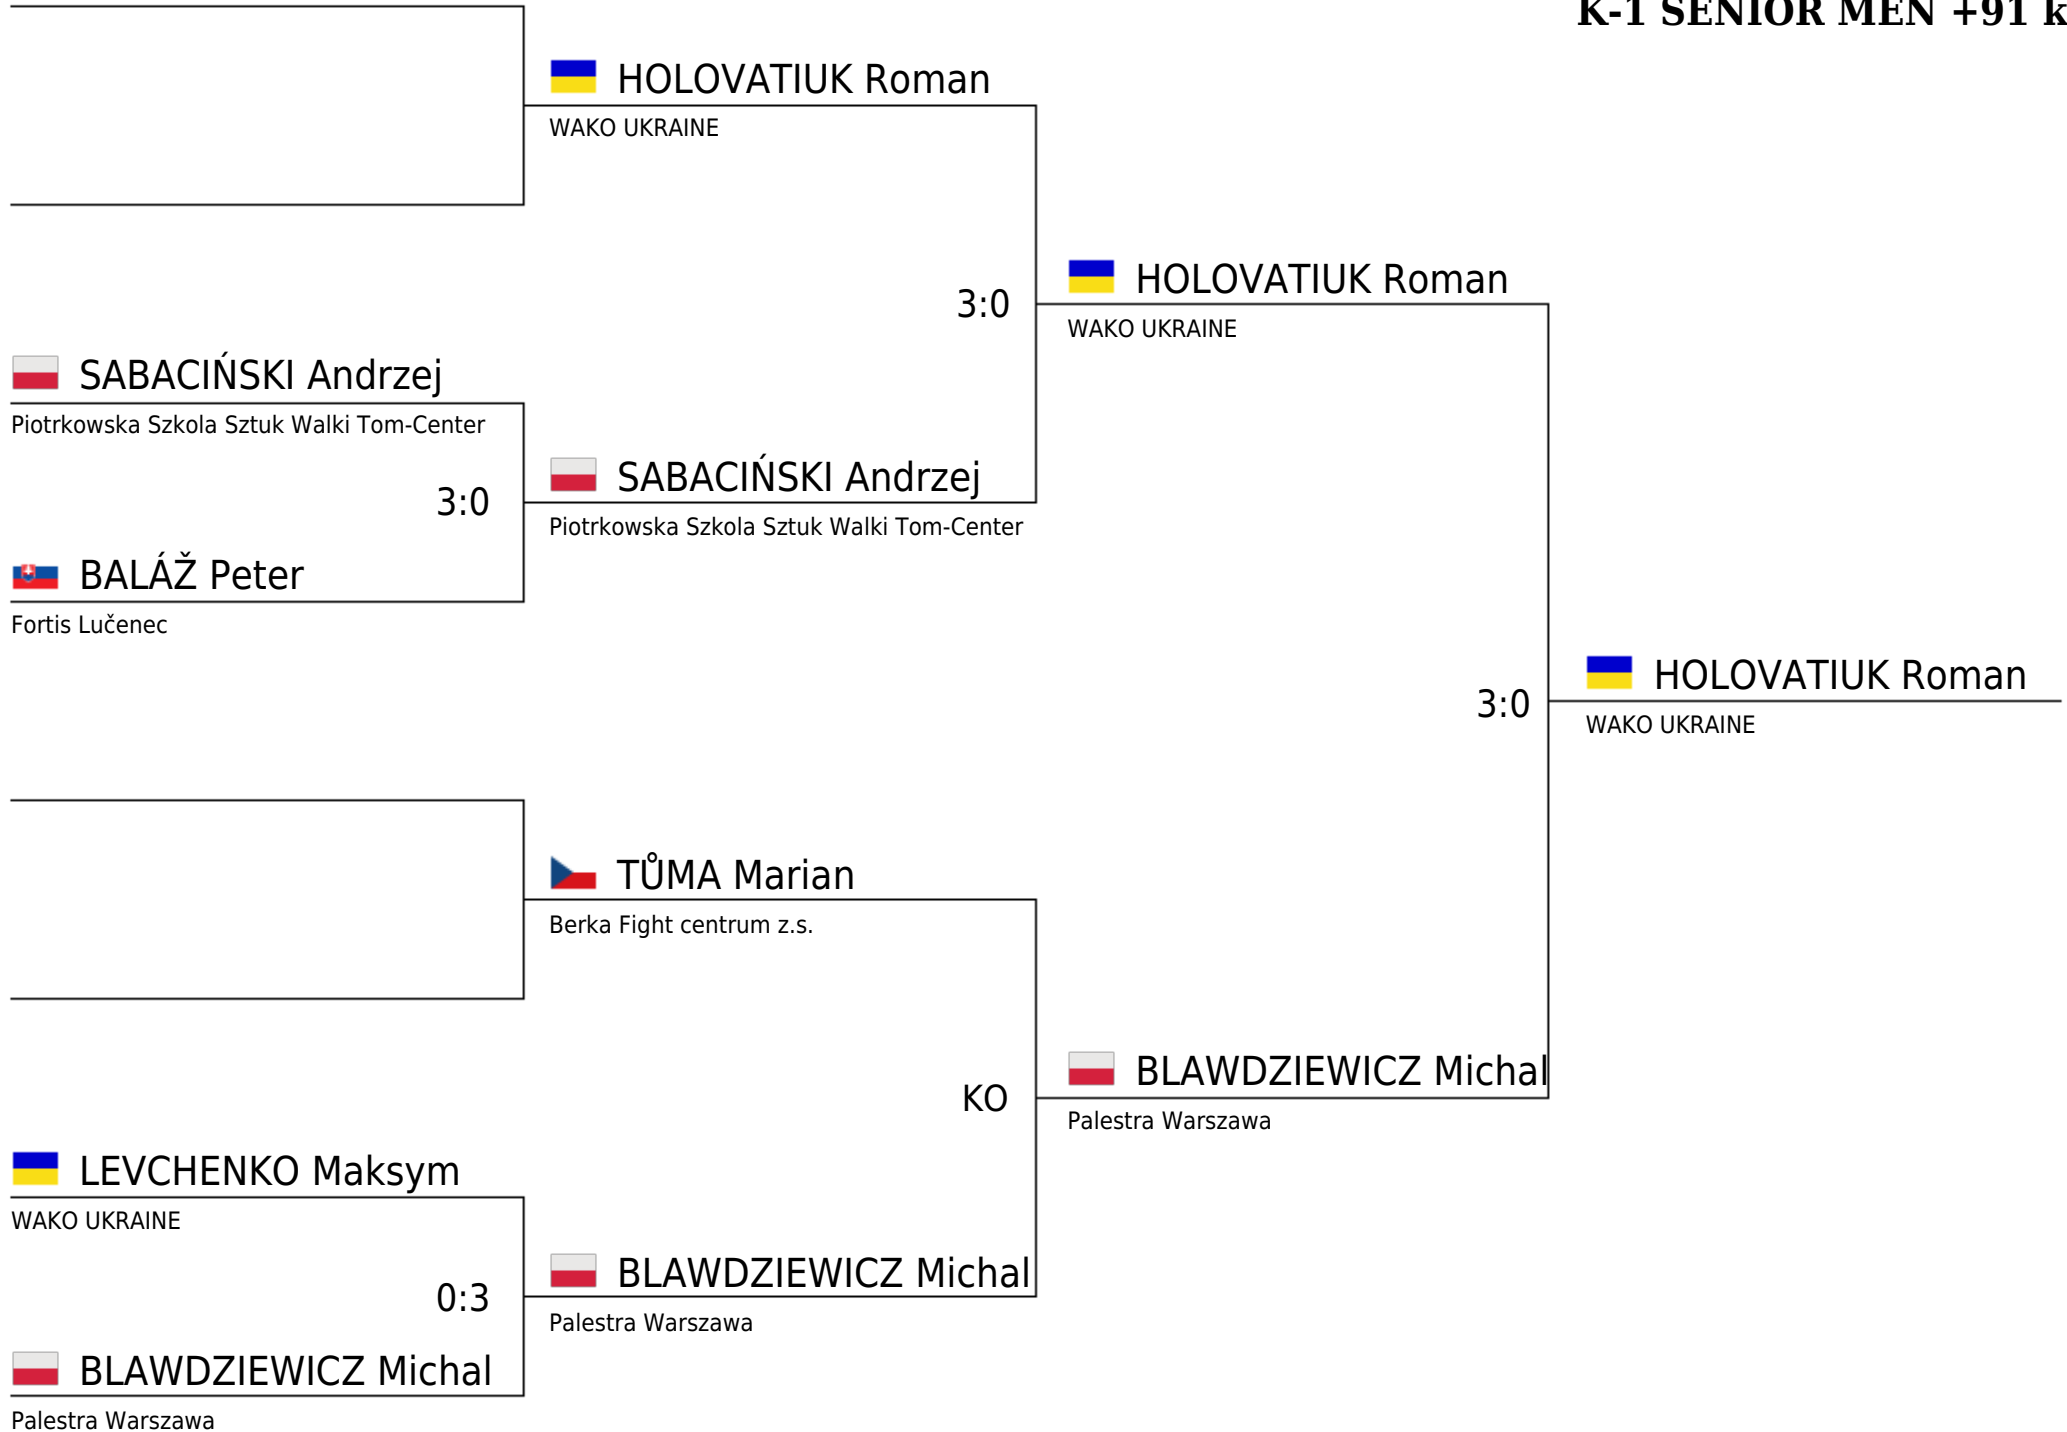 K-1 SENIOR MEN +91 k
HOLOVATIUK Roman
WAKO UKRAINE
HOLOVATIUK Roman
3:0
WAKO UKRAINE
SABACIŃSKI Andrzej
Piotrkowska Szkola Sztuk Walki Tom-Center
SABACIŃSKI Andrzej
3:0
Piotrkowska Szkola Sztuk Walki Tom-Center
BALÁŽ Peter
Fortis Lučenec
HOLOVATIUK Roman
3:0
WAKO UKRAINE
TŮMA Marian
Berka Fight centrum z.s.
BLAWDZIEWICZ Michal
KO
Palestra Warszawa
LEVCHENKO Maksym
WAKO UKRAINE
BLAWDZIEWICZ Michal
0:3
Palestra Warszawa
BLAWDZIEWICZ Michal
Palestra Warszawa